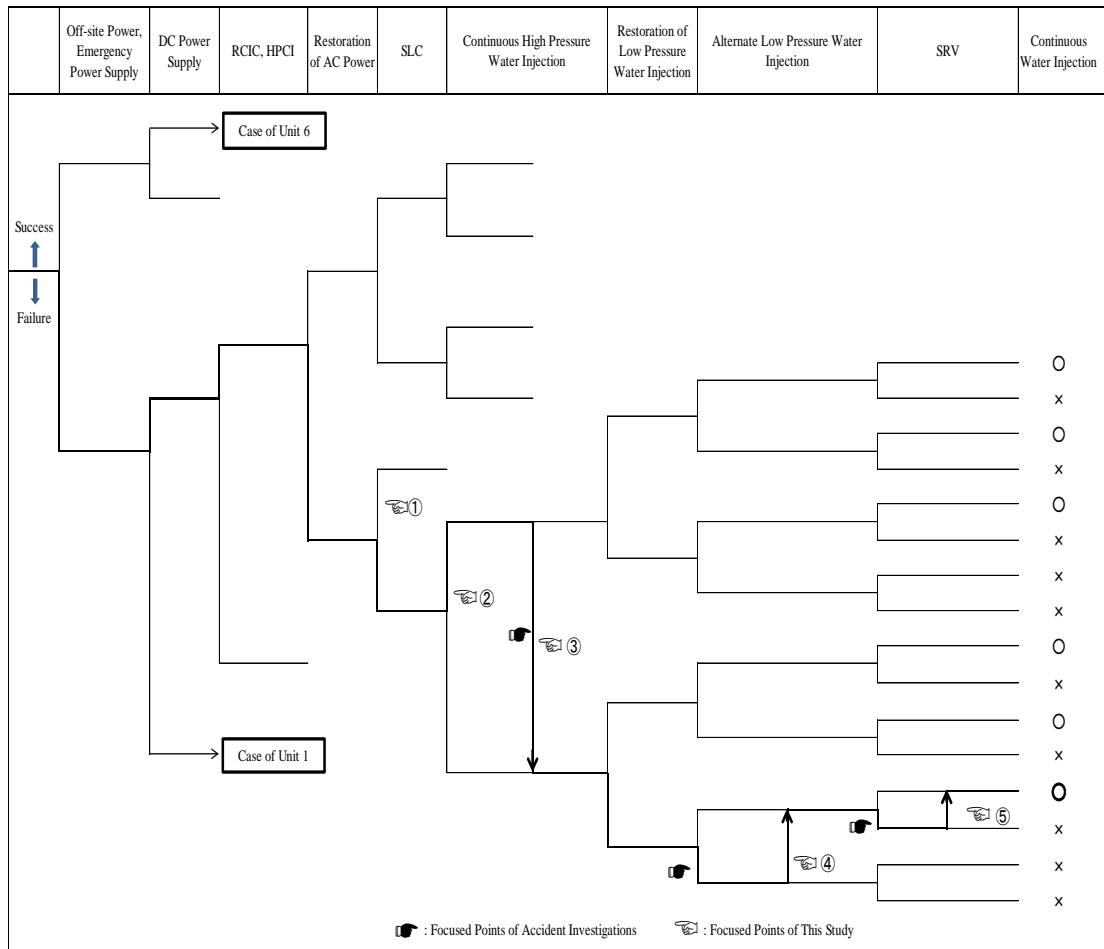 Off-site Power,
Emergency
Power Supply
DC Power
Supply
RCIC, HPCI
Restoration
of AC Power
SLC
Continuous High Pressure
Water Injection
Restoration of
Low Pressure
Water Injection
Alternate Low Pressure Water
Injection
SRV
Continuous
Water Injection
Case of Unit 6
Success
Failure
①
②
③
Case of Unit 1
④
⑤
○
×
○
×
○
×
×
×
○
×
○
×
○
×
×
×
: Focused Points of Accident Investigations
: Focused Points of This Study